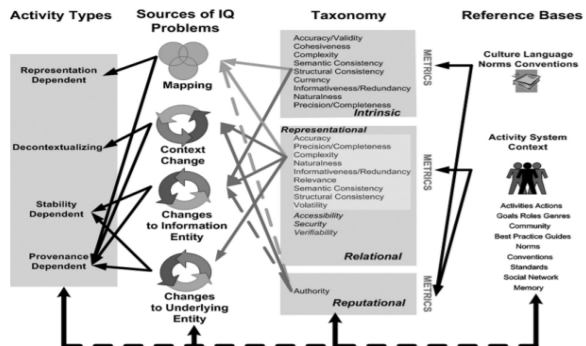 Activity Types
Sources of IQ
Problems
Taxonomy
Reference Bases
Representation
Dependent
Decontextualizing
Stability
Dependent
Provenance
Dependent
Mapping
Context
Change
Changes
to Information
Entity
Changes
to Underlying
Entity
Accuracy/Validity
Cohesiveness
Complexity
Semantic Consistency
Structural Consistency
Currency
Informativeness/Redundancy
Naturalness
Precision/Completeness
Intrinsic
METRICS
Representational
Accuracy
Precision/Completeness
Complexity
Naturalness
Informativeness/Redundancy
Relevance
Semantic Consistency
Structural Consistency
Volatility
Accessibility
Security
Verifiability
Relational
METRICS
Authority
Reputational
METRICS
Culture Language
Norms Conventions
Activity System
Context
Activities Actions
Goals Roles Genres
Community
Best Practice Guides
Norms
Conventions
Standards
Social Network
Memory